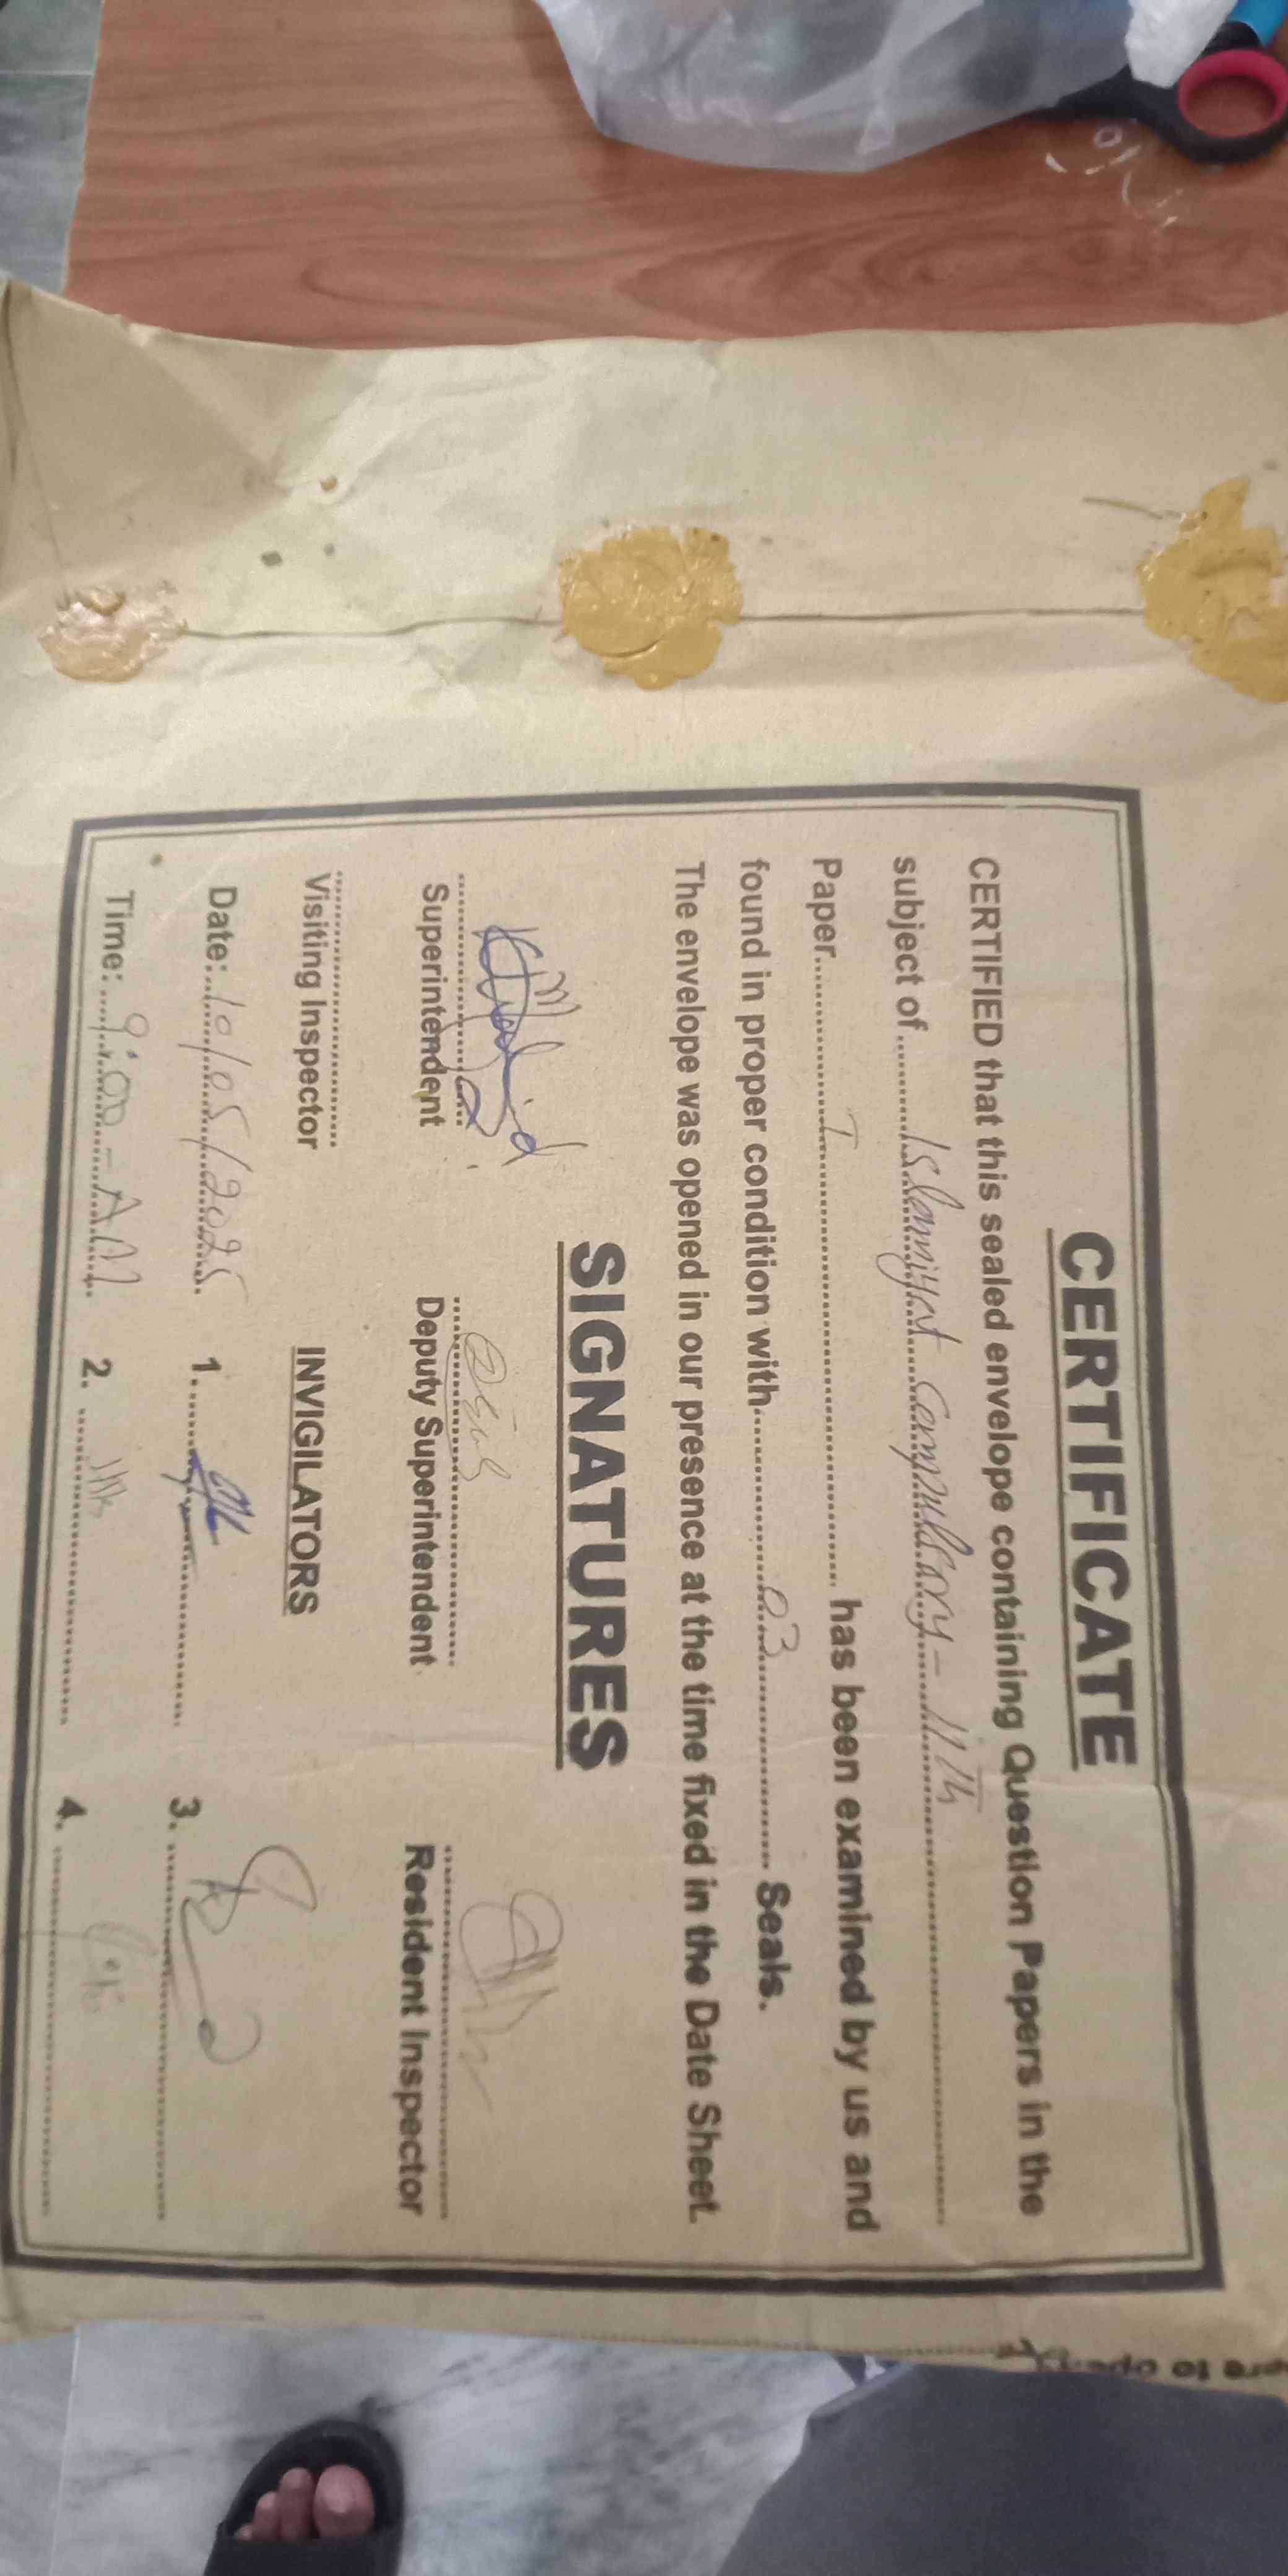 CERTIFICATE
CERTIFIED that this sealed envelope containing Question Papers in the
subject of..........Islamiyat compulsory - 11th..........
Paper..........I.......... has been examined by us and
found in proper condition with..........03.......... Seals.
The envelope was opened in our presence at the time fixed in the Date Sheet.
SIGNATURES
Superintendent Deputy Superintendent Resident Inspector
Visiting Inspector INVIGILATORS
Date:..10/05/2025.. 1. 3.
Time:..9:00 - AM.. 2. 4.
to